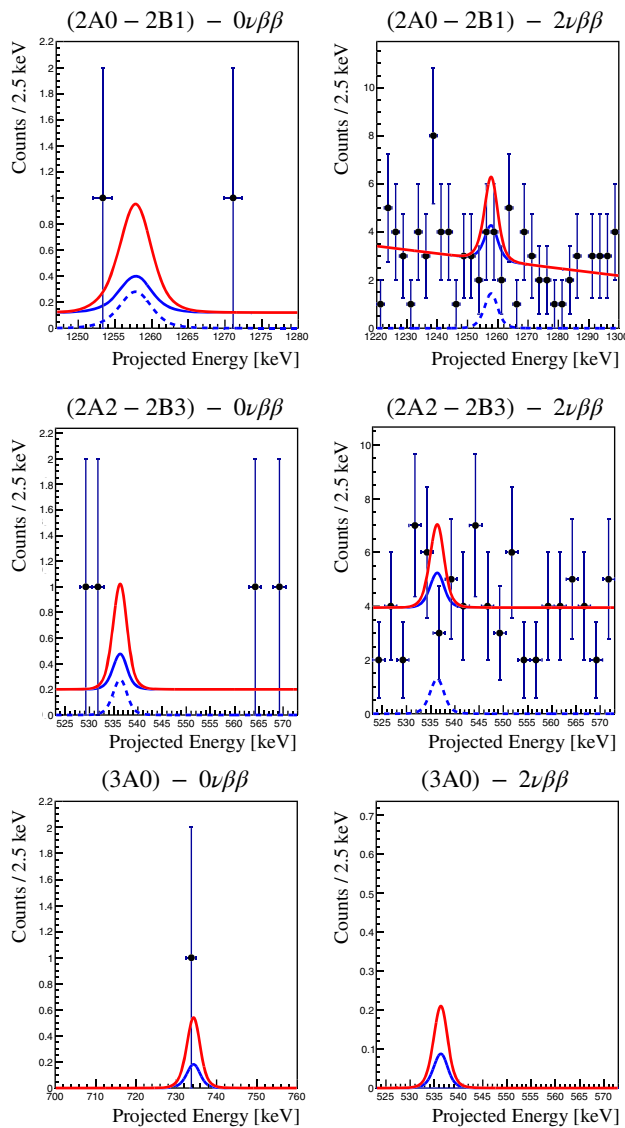 (2A0 − 2B1) − 0νββ
Counts / 2.5 keV
2.2
2
1.8
1.6
1.4
1.2
1
0.8
0.6
0.4
0.2
0
1250 1255 1260 1265 1270 1275 1280
Projected Energy [keV]
(2A0 − 2B1) − 2νββ
Counts / 2.5 keV
10
8
6
4
2
0
1220 1230 1240 1250 1260 1270 1280 1290 1300
Projected Energy [keV]
(2A2 − 2B3) − 0νββ
Counts / 2.5 keV
2.2
2
1.8
1.6
1.4
1.2
1
0.8
0.6
0.4
0.2
0
525 530 535 540 545 550 555 560 565 570
Projected Energy [keV]
(2A2 − 2B3) − 2νββ
Counts / 2.5 keV
10
8
6
4
2
0
525 530 535 540 545 550 555 560 565 570
Projected Energy [keV]
(3A0) − 0νββ
Counts / 2.5 keV
2.2
2
1.8
1.6
1.4
1.2
1
0.8
0.6
0.4
0.2
0
700 710 720 730 740 750 760
Projected Energy [keV]
(3A0) − 2νββ
Counts / 2.5 keV
0.7
0.6
0.5
0.4
0.3
0.2
0.1
0
525 530 535 540 545 550 555 560 565 570
Projected Energy [keV]